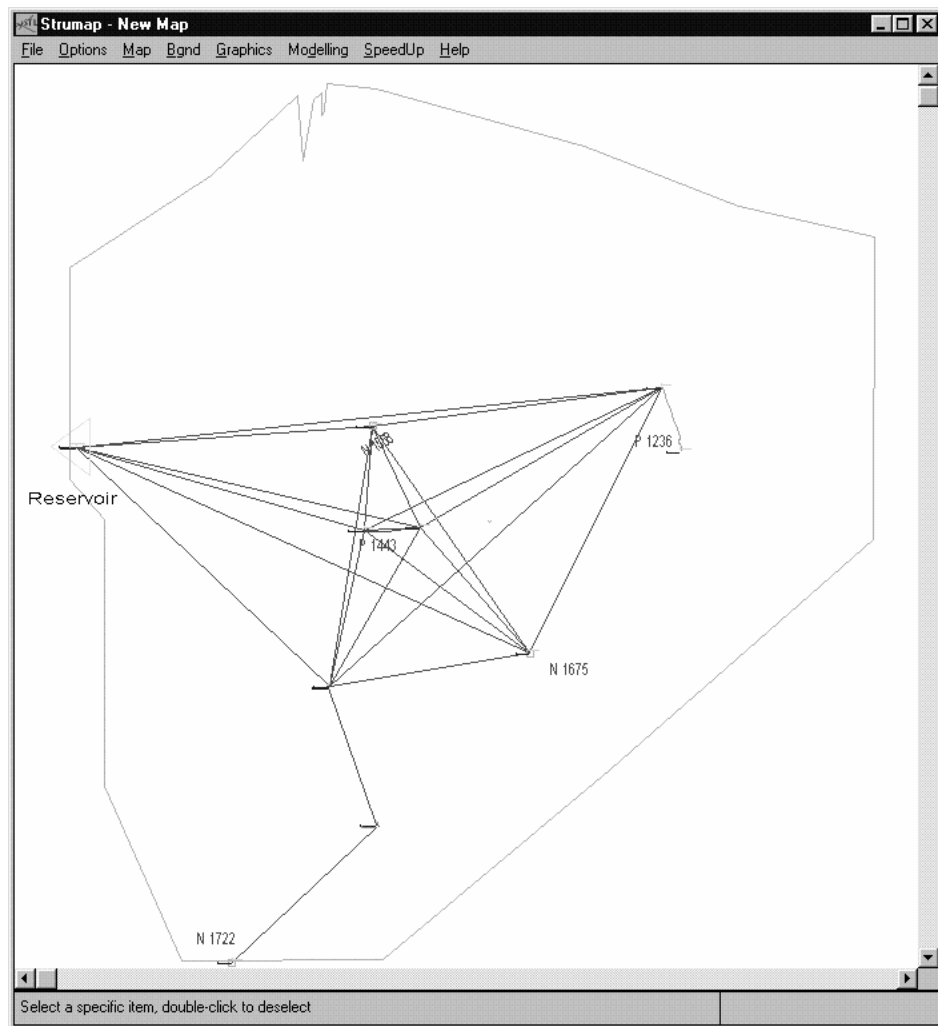 Strumap - New Map
File Options Map Bgnd Graphics Modelling SpeedUp Help
P 1236
Reservoir
P 1443
N 1675
N 1722
Select a specific item, double-click to deselect